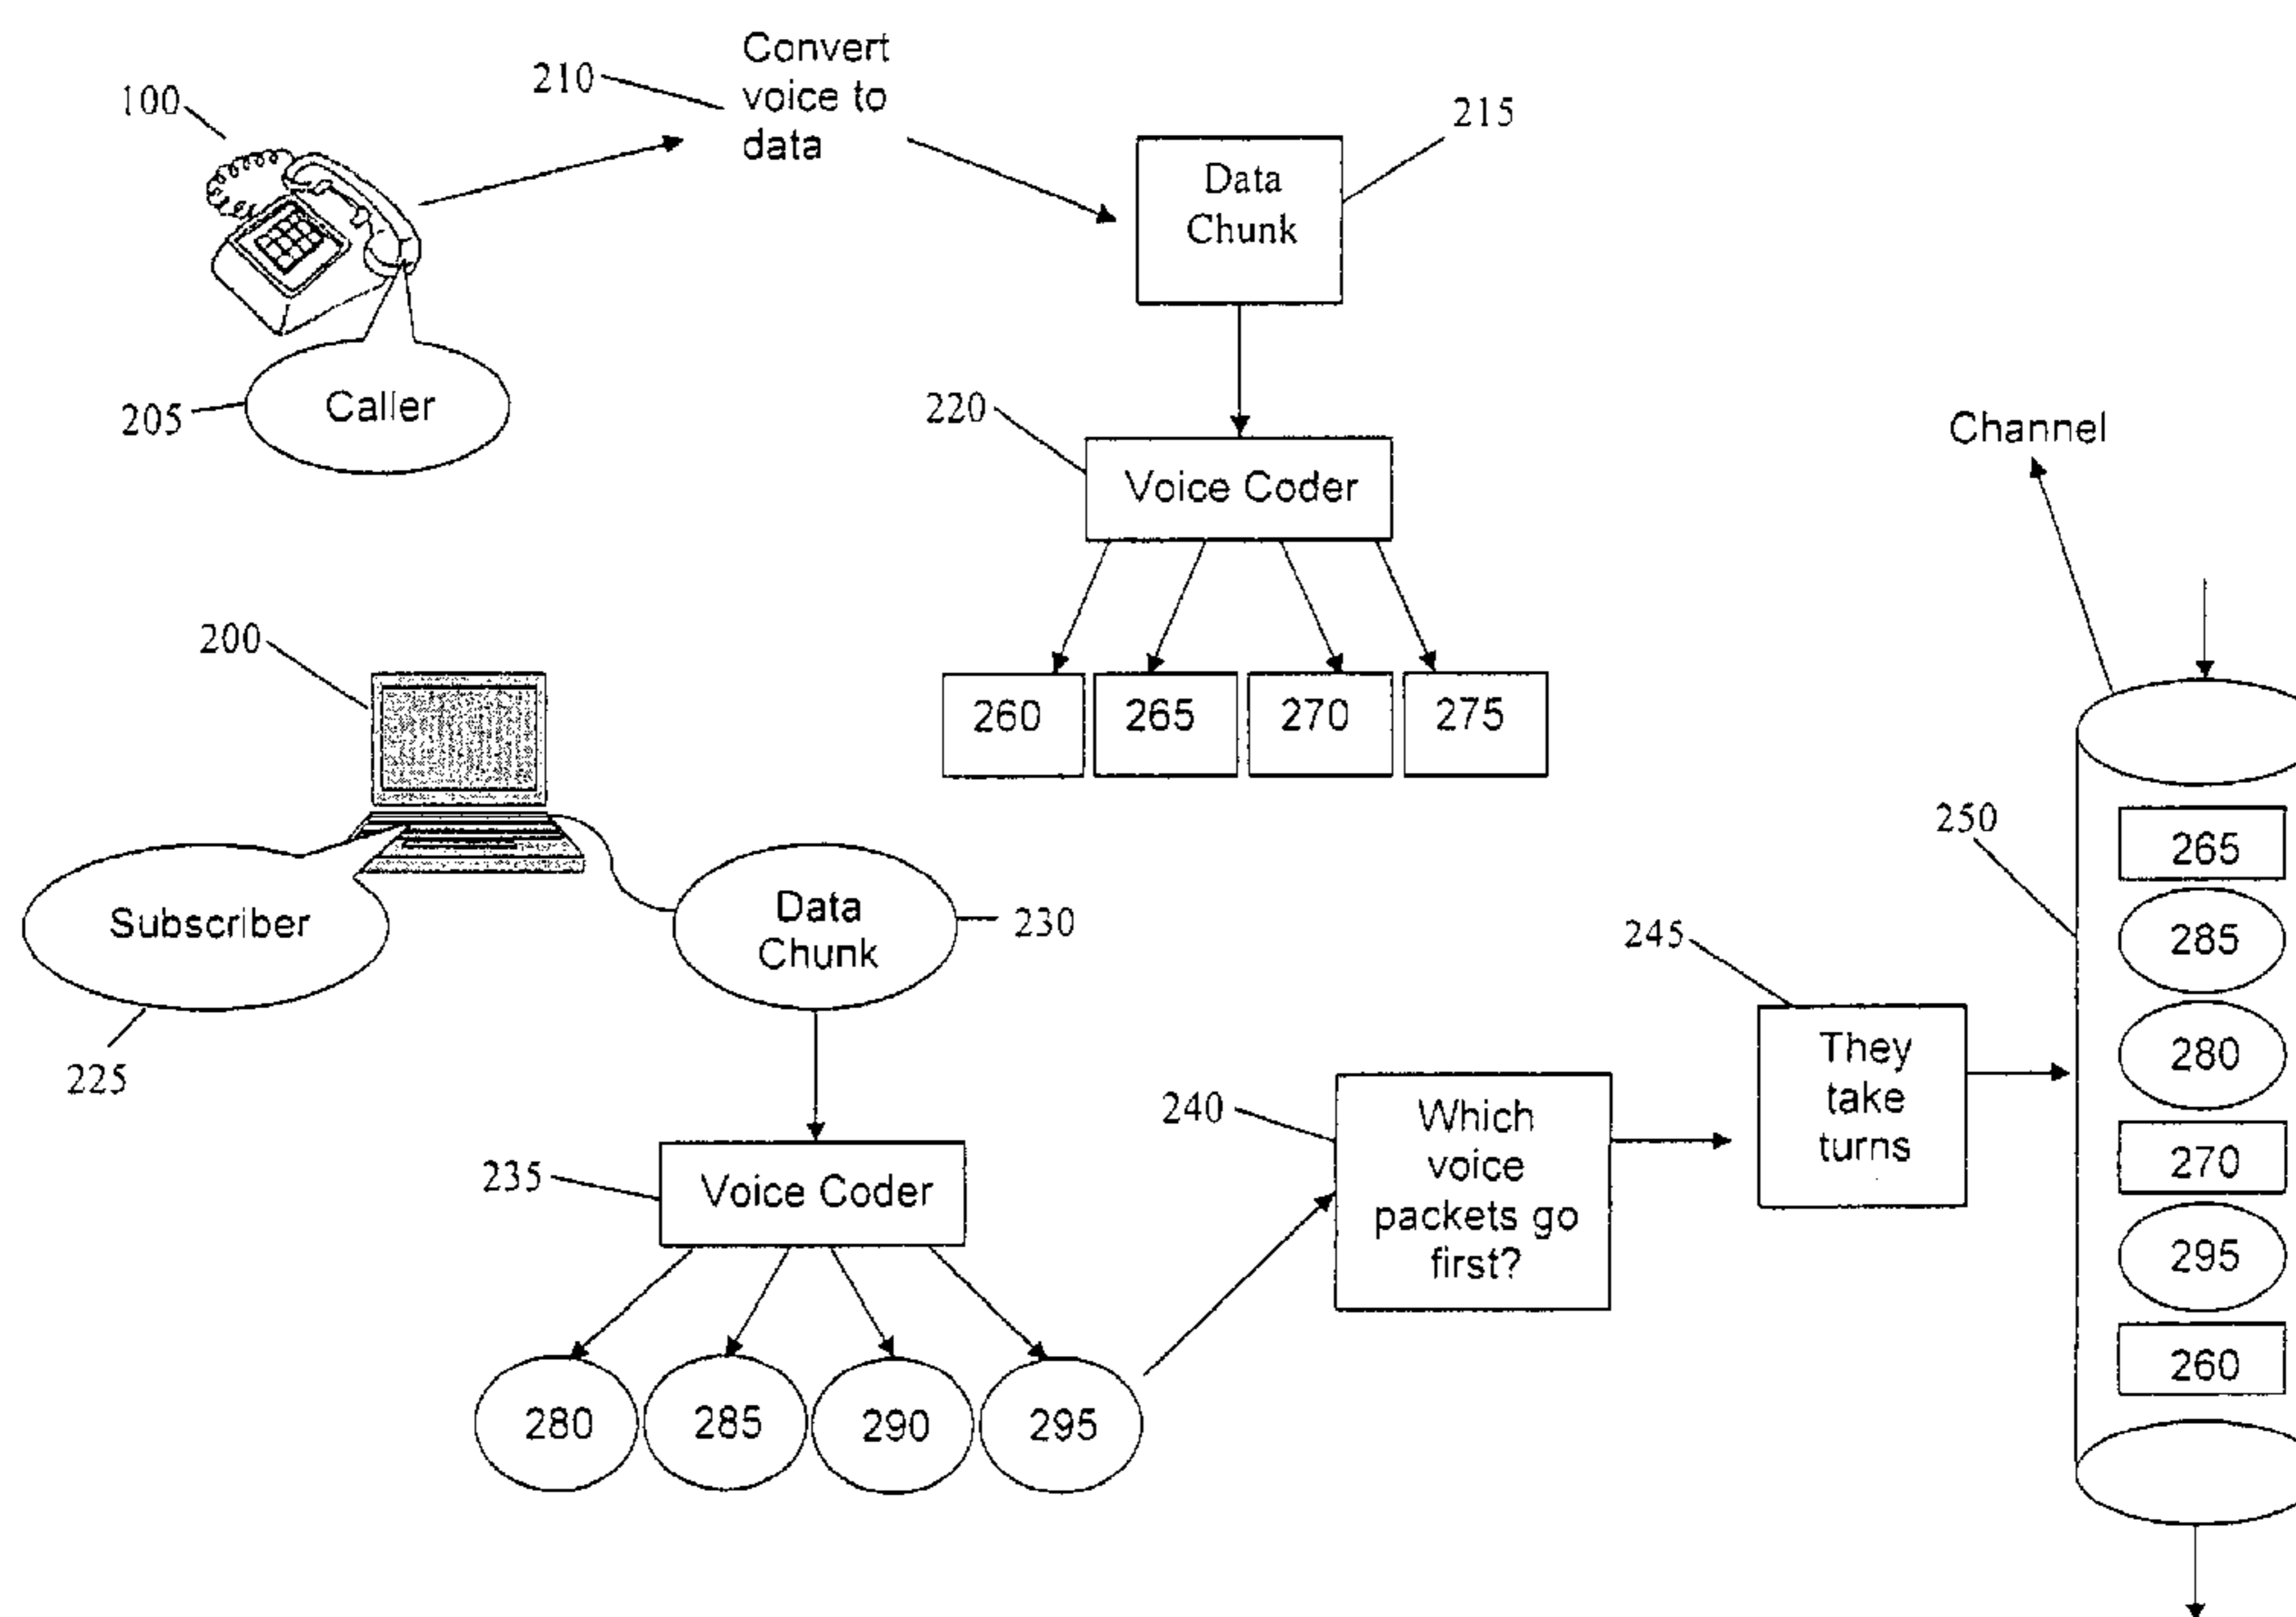 100
210
Convert
voice to
data
215
Data
Chunk
205
Caller
220
Voice Coder
Channel
260 265 270 275
200
Subscriber
225
Data
Chunk
230
235
Voice Coder
280 285 290 295
240
Which
voice
packets go
first?
245
They
take
turns
250
265
285
280
270
295
260